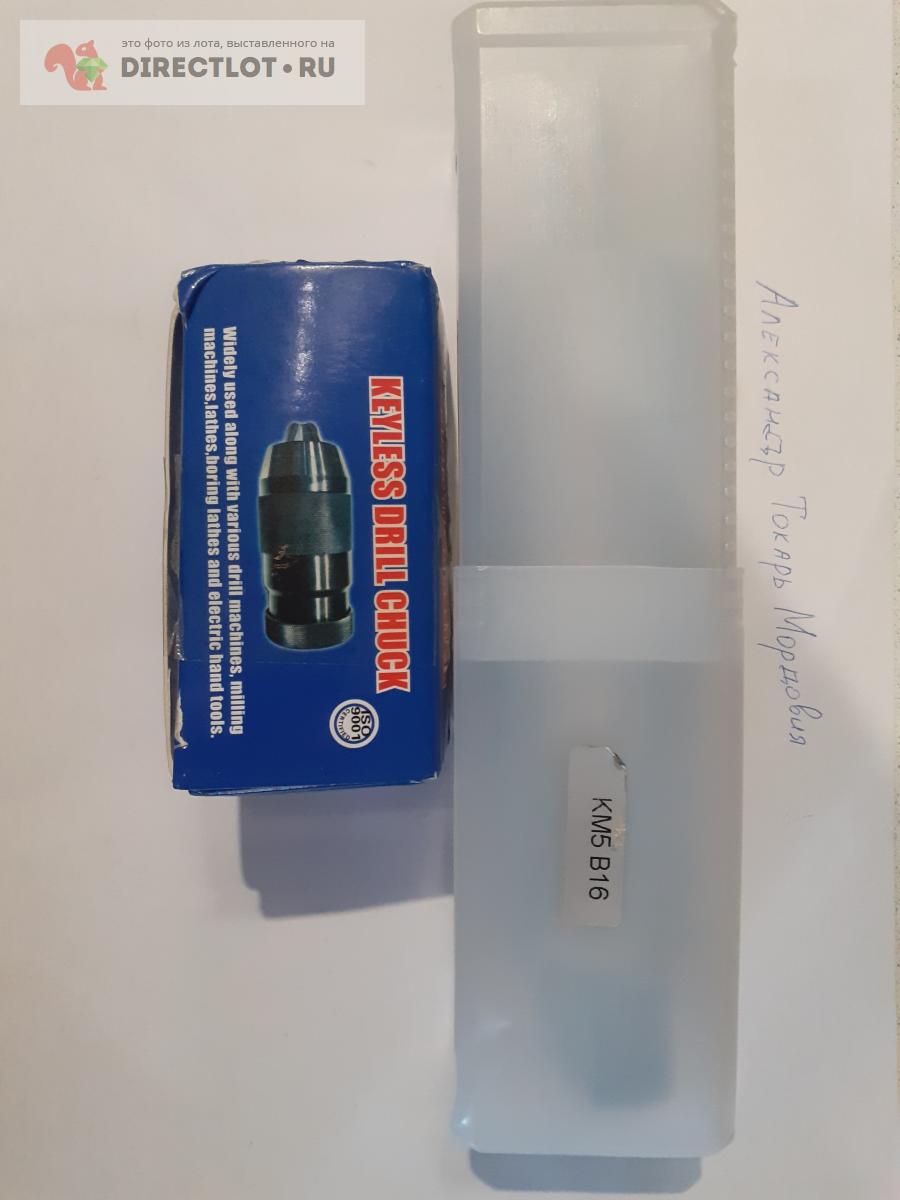 это фото из лота, выставленного на
DIRECTLOT•RU
KEYLESS DRILL CHUCK
Widely used along with various drill machines, milling
machines,lathes,boring lathes and electric hand tools.
ISO
9001
KM5 B16
Александр Токарь Мордовия